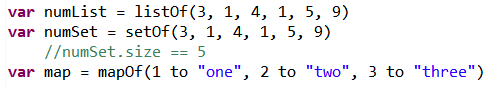 var numList = listOf(3, 1, 4, 1, 5, 9)
var numSet = setOf(3, 1, 4, 1, 5, 9)
//numSet.size == 5
var map = mapOf(1 to "one", 2 to "two", 3 to "three")